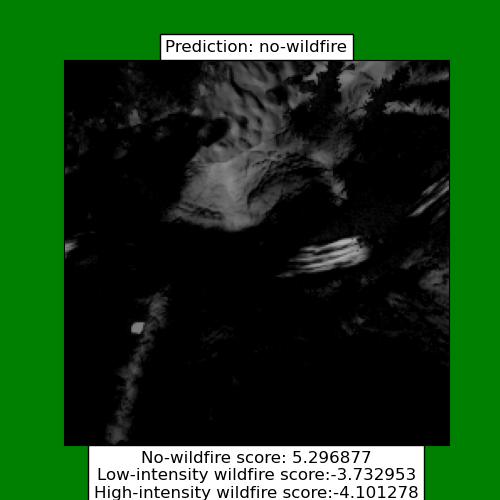 Prediction: no-wildfire
No-wildfire score: 5.296877
Low-intensity wildfire score:-3.732953
High-intensity wildfire score:-4.101278